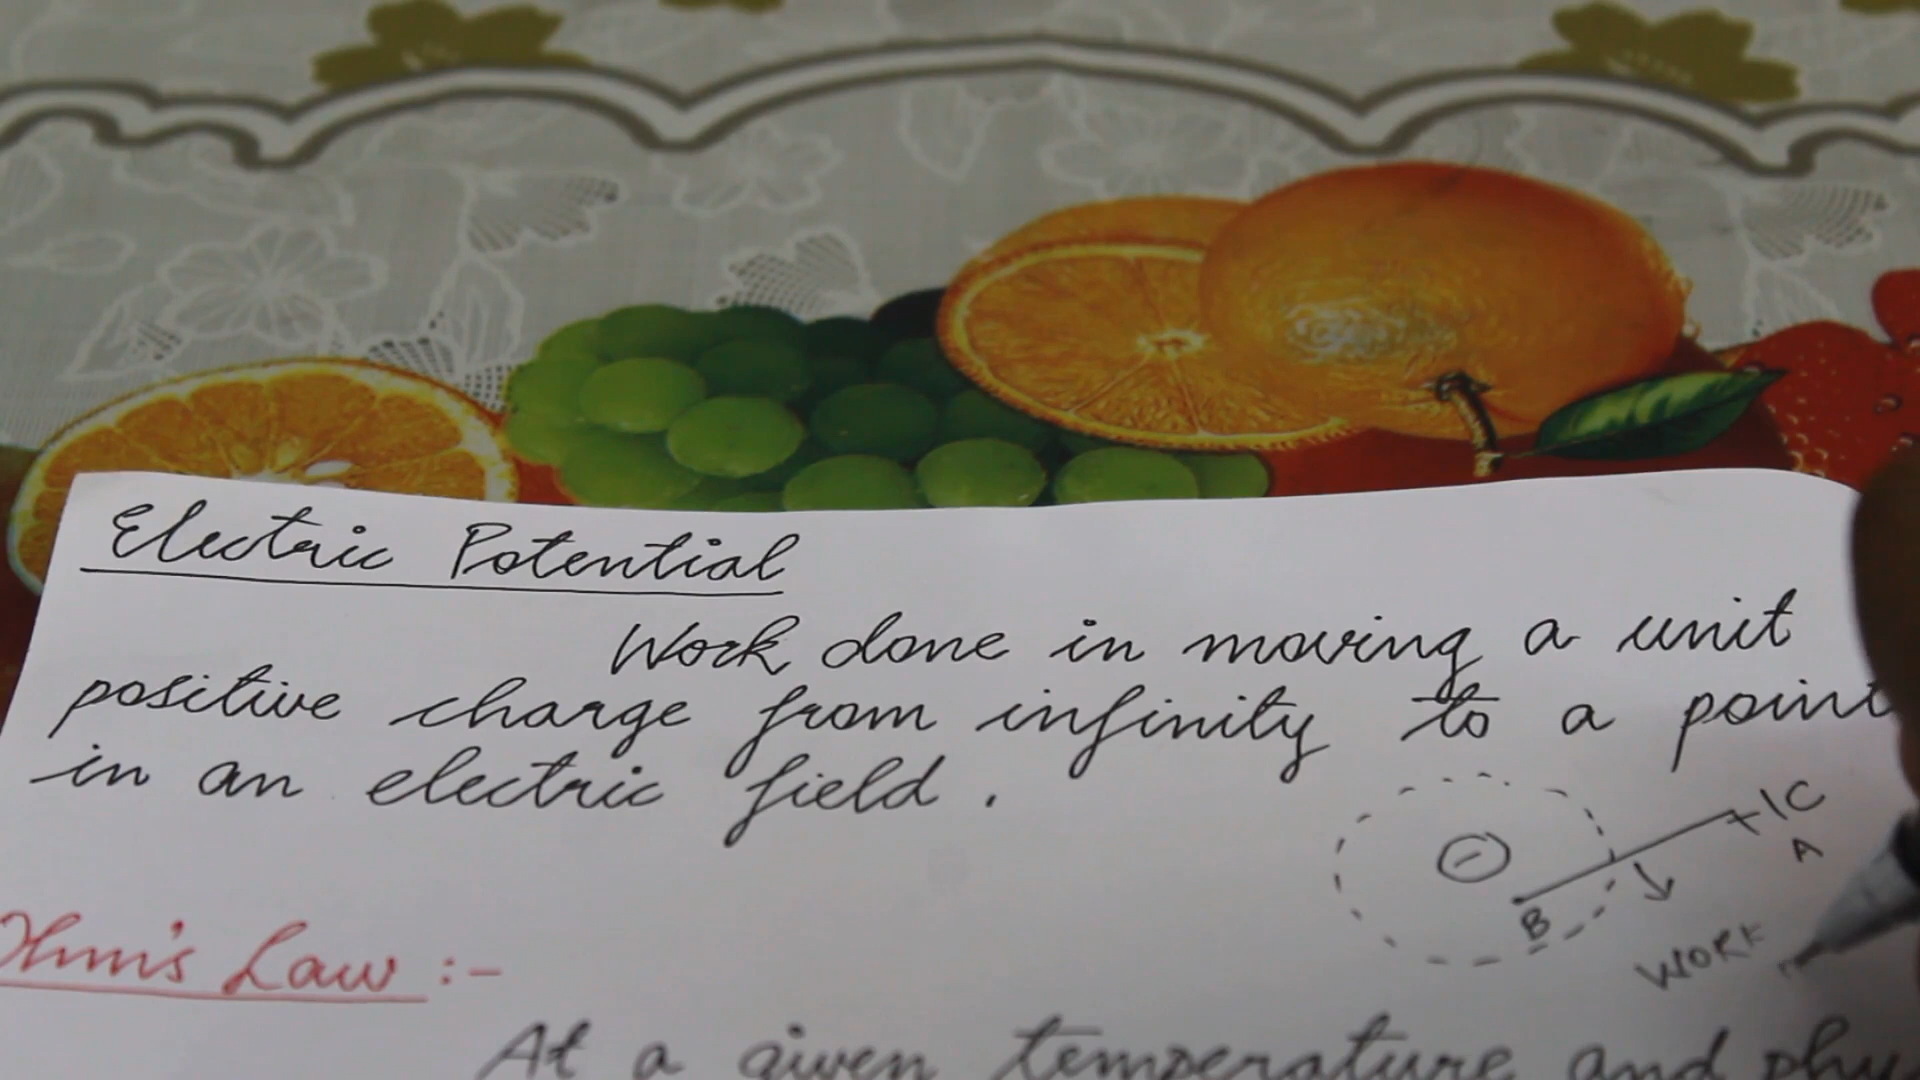 Electric Potential
Work done in moving a unit
positive charge from infinity to a point
in an electric field .
+1C
A
B
WORK
Ohm's Law :-
At a given temperature and